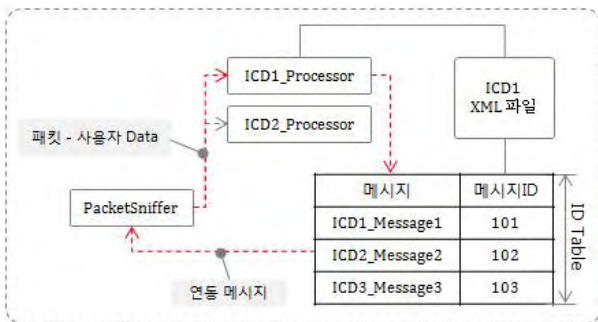 ICD1_Processor
ICD2_Processor
ICD1
XML 파일
패킷 - 사용자 Data
PacketSniffer
연동 메시지
메시지 메시지ID
ICD1_Message1 101
ICD2_Message2 102
ICD3_Message3 103
ID Table